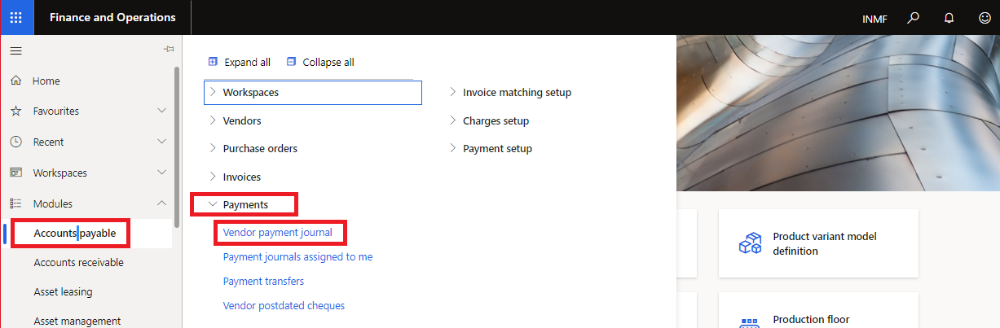 Finance and Operations
INMF
Expand all
Collapse all
Home
Favourites
Recent
Workspaces
Modules
Accounts payable
Accounts receivable
Asset leasing
Asset management
Workspaces
Vendors
Purchase orders
Invoices
Payments
Vendor payment journal
Payment journals assigned to me
Payment transfers
Vendor postdated cheques
Invoice matching setup
Charges setup
Payment setup
Product variant model
definition
Production floor